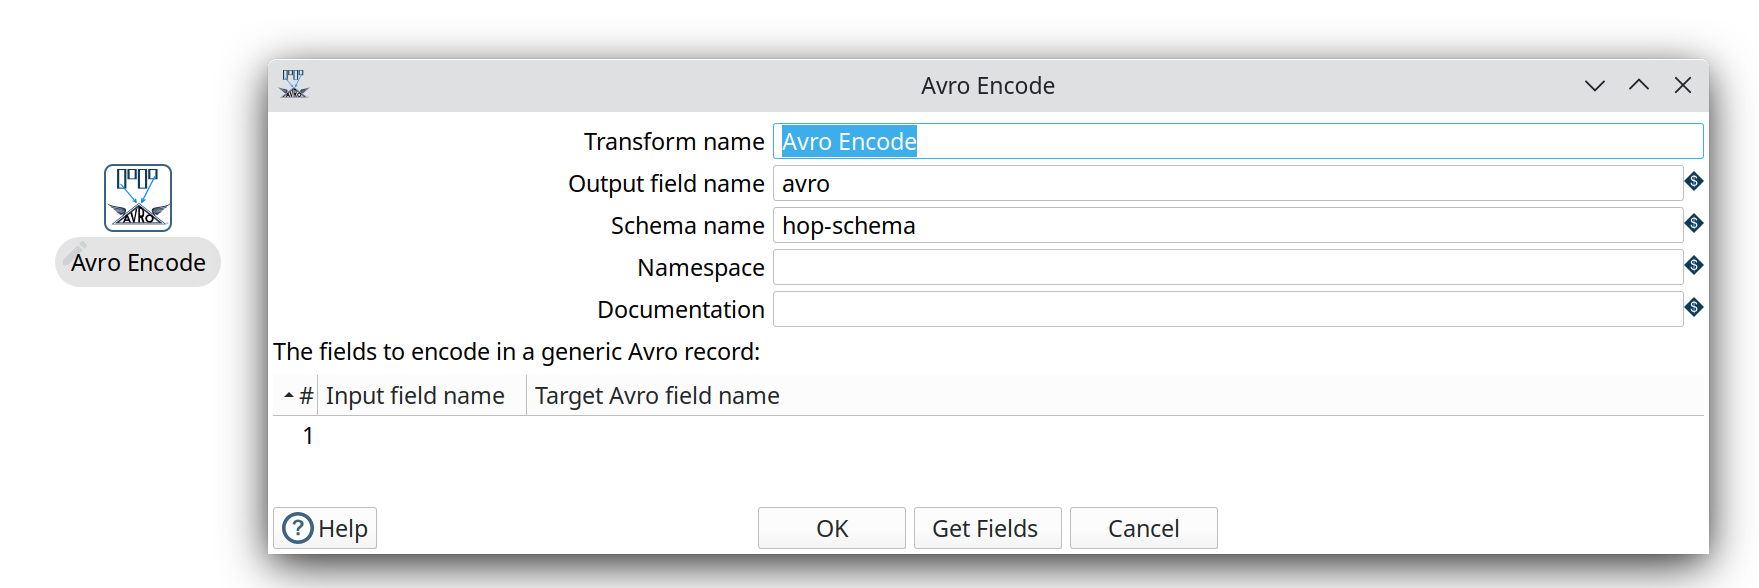 Avro Encode
Transform name Avro Encode
Output field name avro
Schema name hop-schema
Namespace
Documentation
The fields to encode in a generic Avro record:
# Input field name Target Avro field name
1
? Help OK Get Fields Cancel
AVRO
Avro Encode